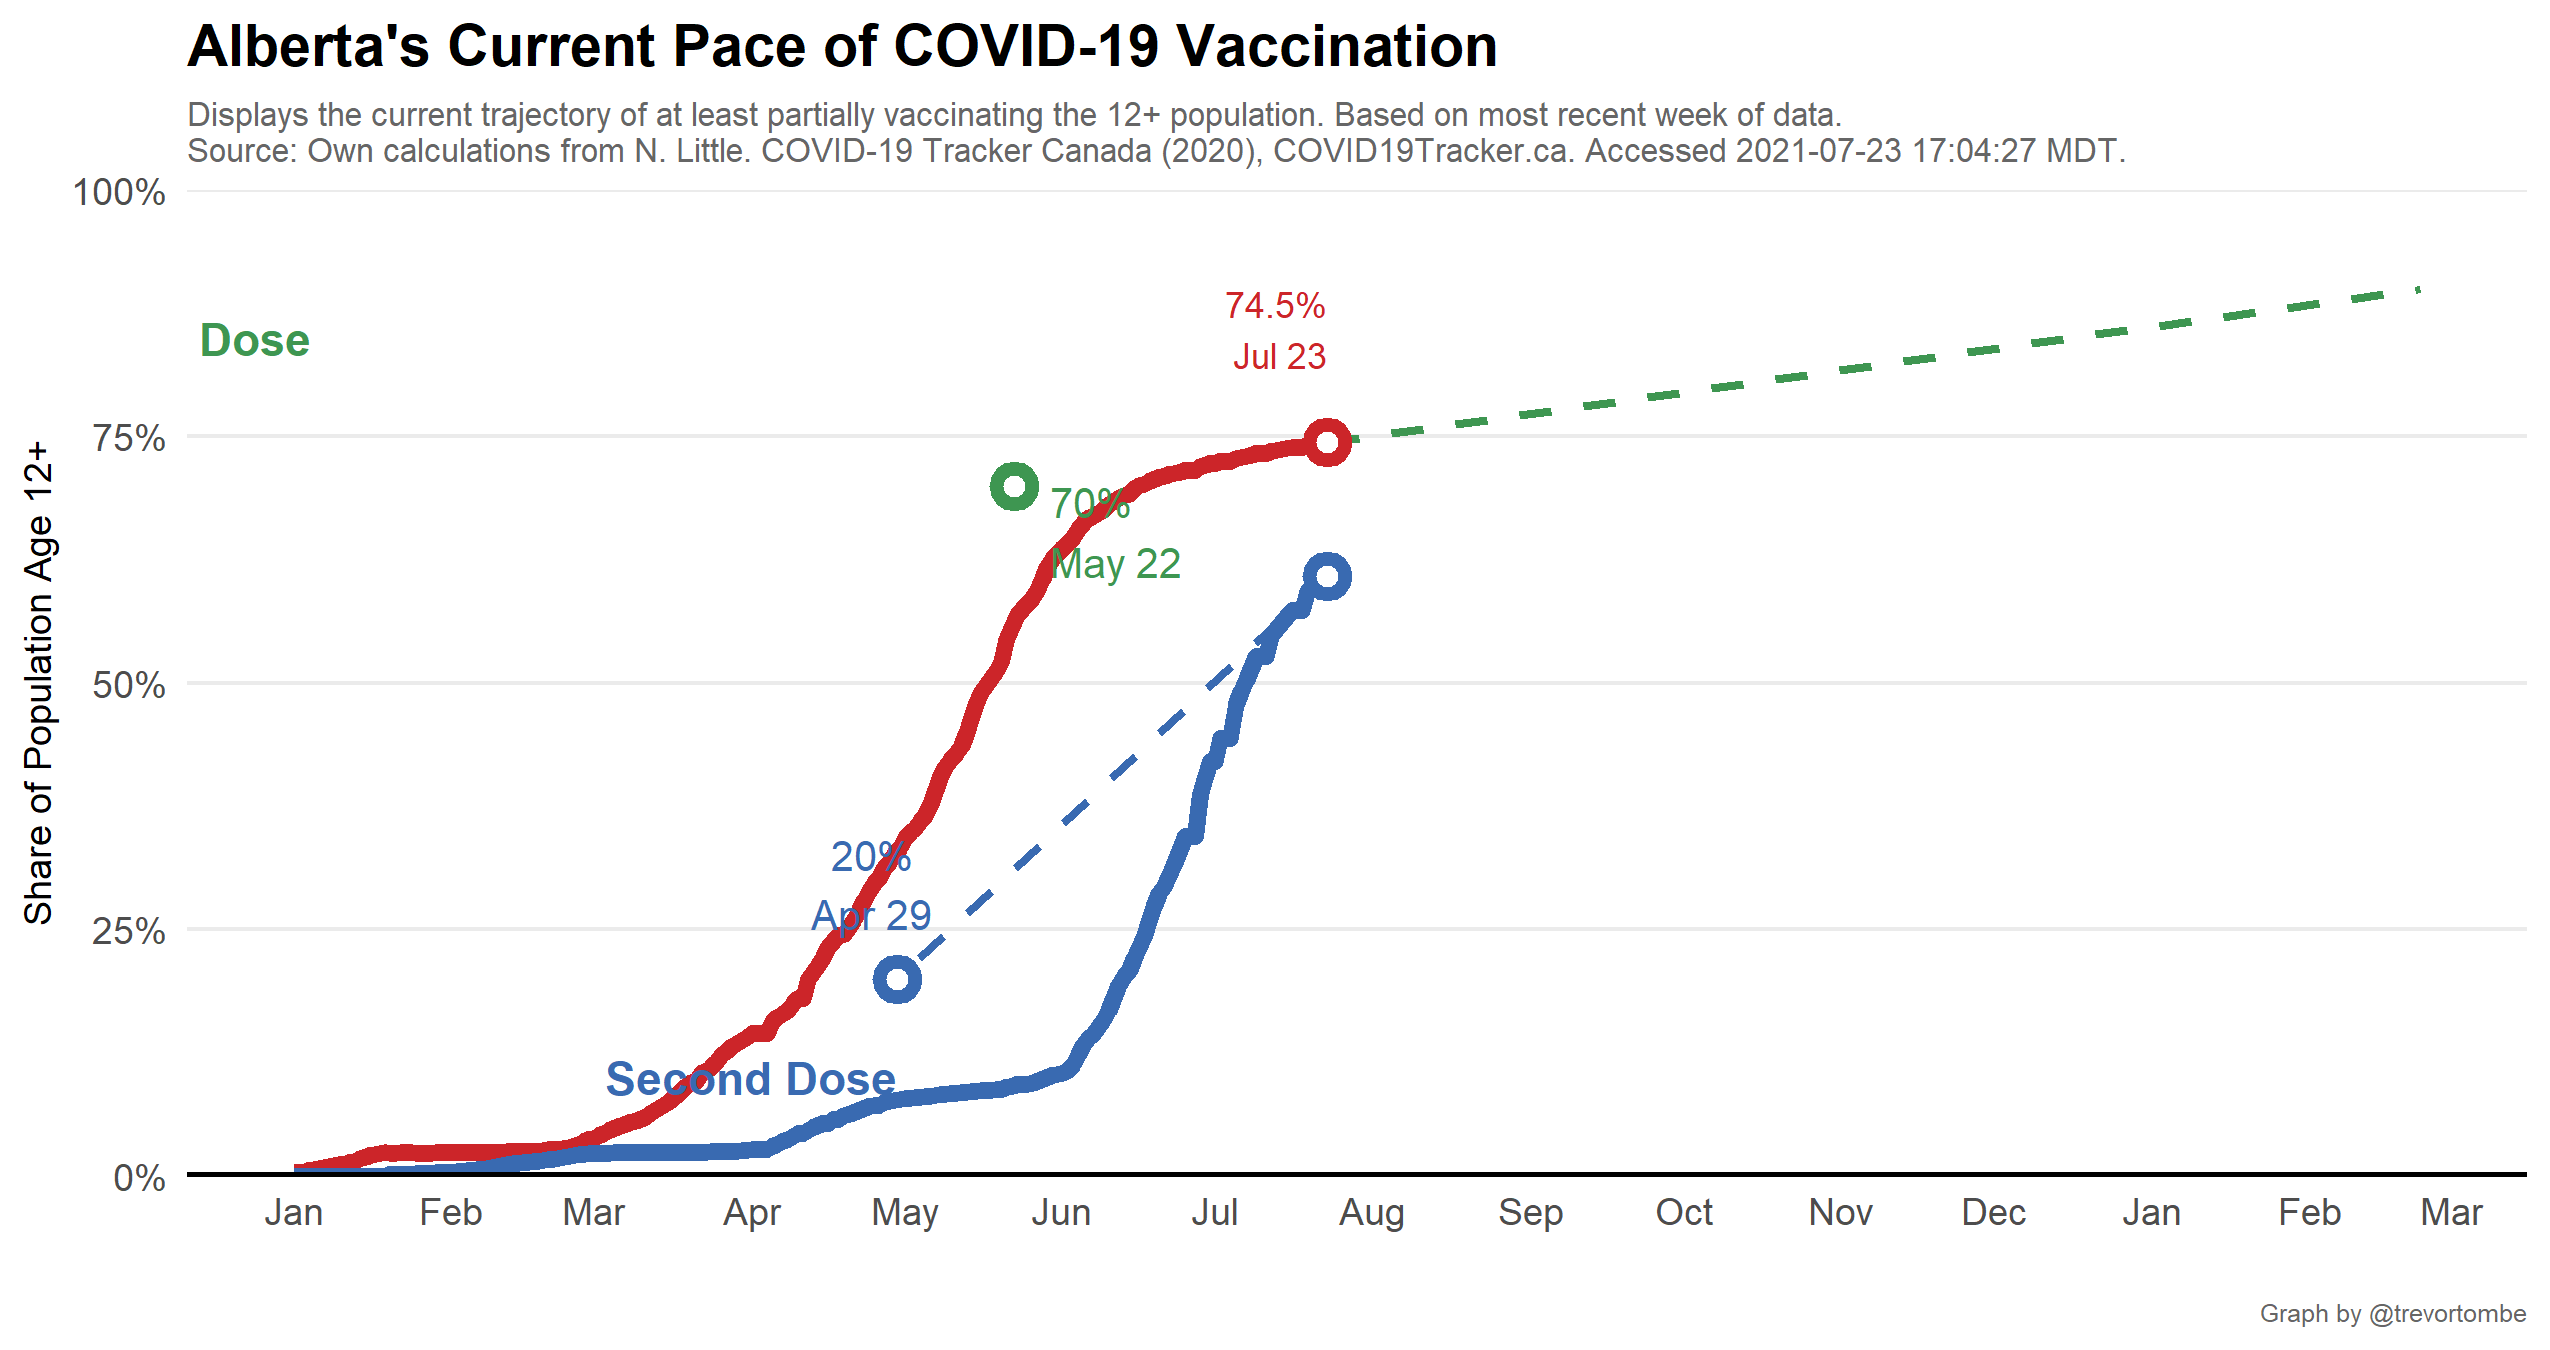 Alberta's Current Pace of COVID-19 Vaccination
Displays the current trajectory of at least partially vaccinating the 12+ population. Based on most recent week of data.
Source: Own calculations from N. Little. COVID-19 Tracker Canada (2020), COVID19Tracker.ca. Accessed 2021-07-23 17:04:27 MDT.
100%
75%
50%
25%
0%
Share of Population Age 12+
Dose
74.5%
Jul 23
70%
May 22
20%
Apr 29
Second Dose
Jan Feb Mar Apr May Jun Jul Aug Sep Oct Nov Dec Jan Feb Mar
Graph by @trevortombe